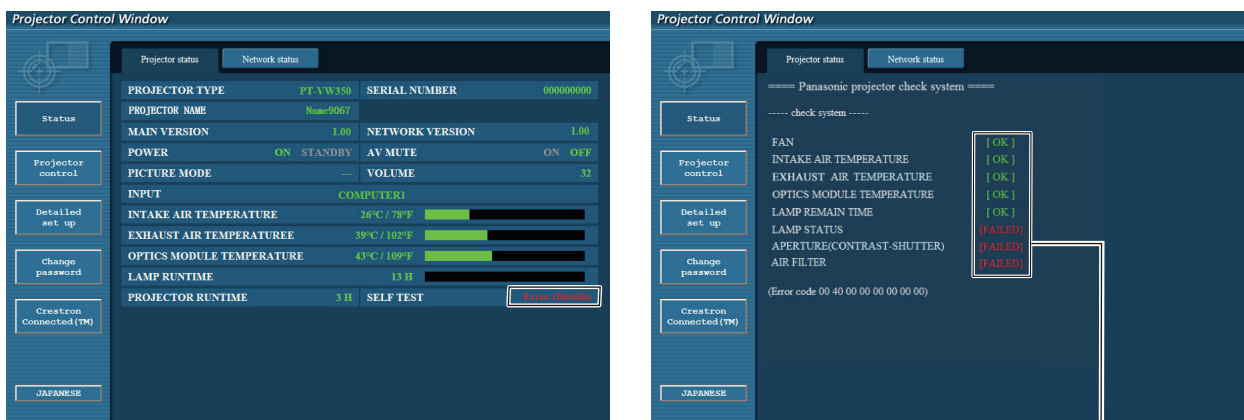 Projector Control Window
Projector status Network status
Status
Projector
control
Detailed
set up
Change
password
Crestron
Connected(TM)
JAPANESE
PROJECTOR TYPE PT-VW350 SERIAL NUMBER 000000000
PROJECTOR NAME Name9067
MAIN VERSION 1.00 NETWORK VERSION 1.00
POWER ON STANDBY AV MUTE ON OFF
PICTURE MODE — VOLUME 32
INPUT COMPUTER1
INTAKE AIR TEMPERATURE 26°C / 78°F
EXHAUST AIR TEMPERATUREE 39°C / 102°F
OPTICS MODULE TEMPERATURE 43°C / 109°F
LAMP RUNTIME 13 H
PROJECTOR RUNTIME 3 H SELF TEST Error (Details)
Projector Control Window
Projector status Network status
Status
Projector
control
Detailed
set up
Change
password
Crestron
Connected(TM)
JAPANESE
==== Panasonic projector check system ====
----- check system -----
FAN [ OK ]
INTAKE AIR TEMPERATURE [ OK ]
EXHAUST AIR TEMPERATURE [ OK ]
OPTICS MODULE TEMPERATURE [ OK ]
LAMP REMAIN TIME [ OK ]
LAMP STATUS [FAILED]
APERTURE(CONTRAST-SHUTTER) [FAILED]
AIR FILTER [FAILED]
(Error code 00 40 00 00 00 00 00 00)